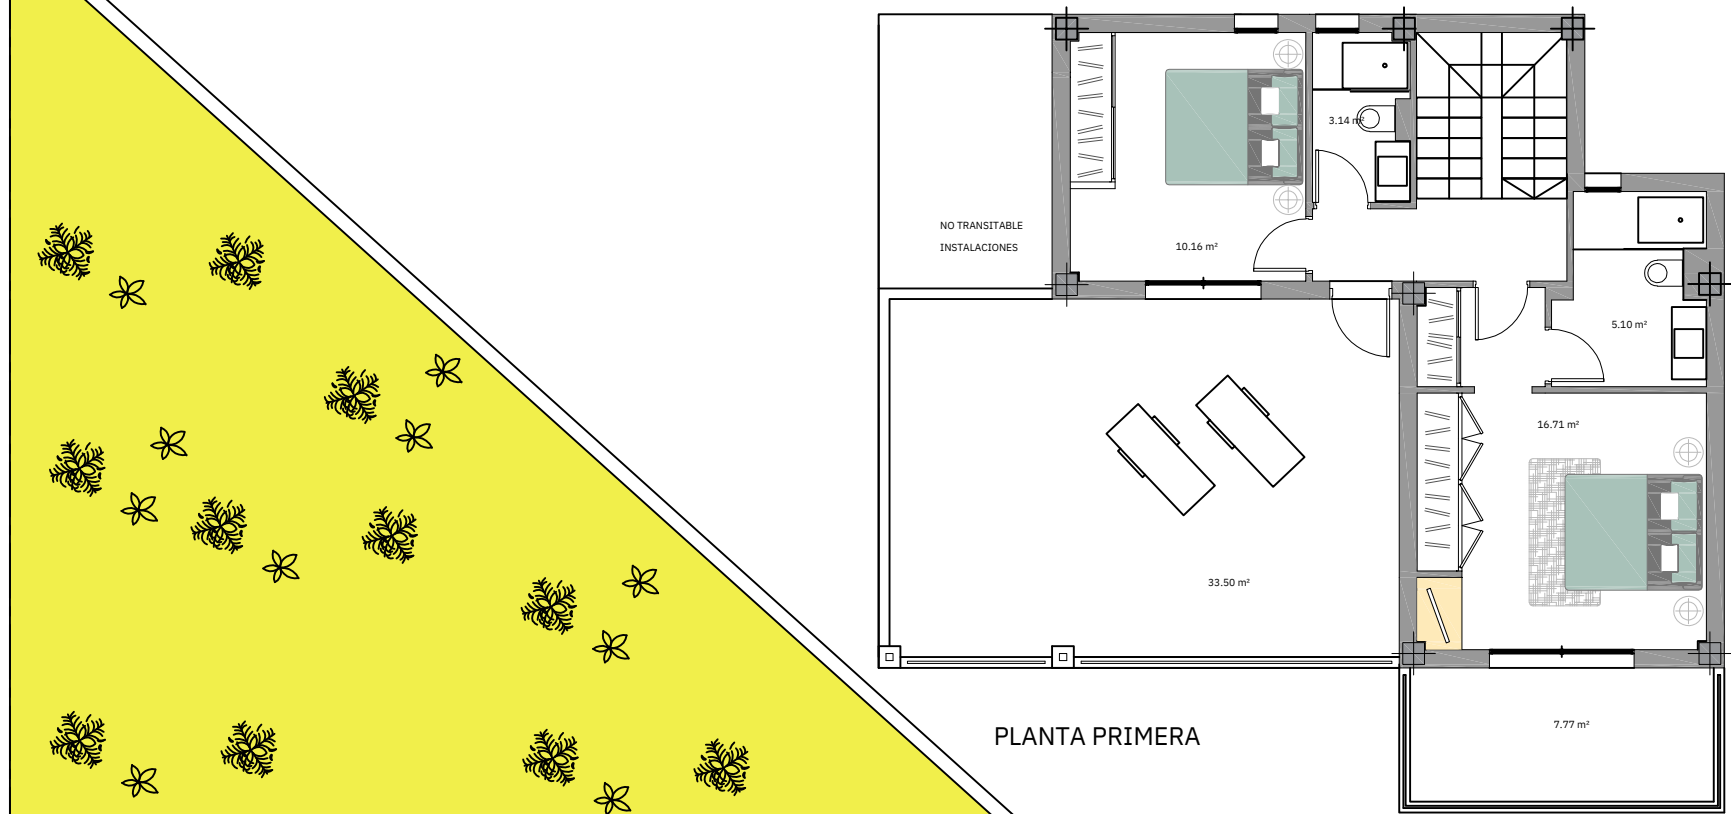 3.14 m²
NO TRANSITABLE
INSTALACIONES
10.16 m²
5.10 m²
16.71 m²
33.50 m²
7.77 m²
PLANTA PRIMERA